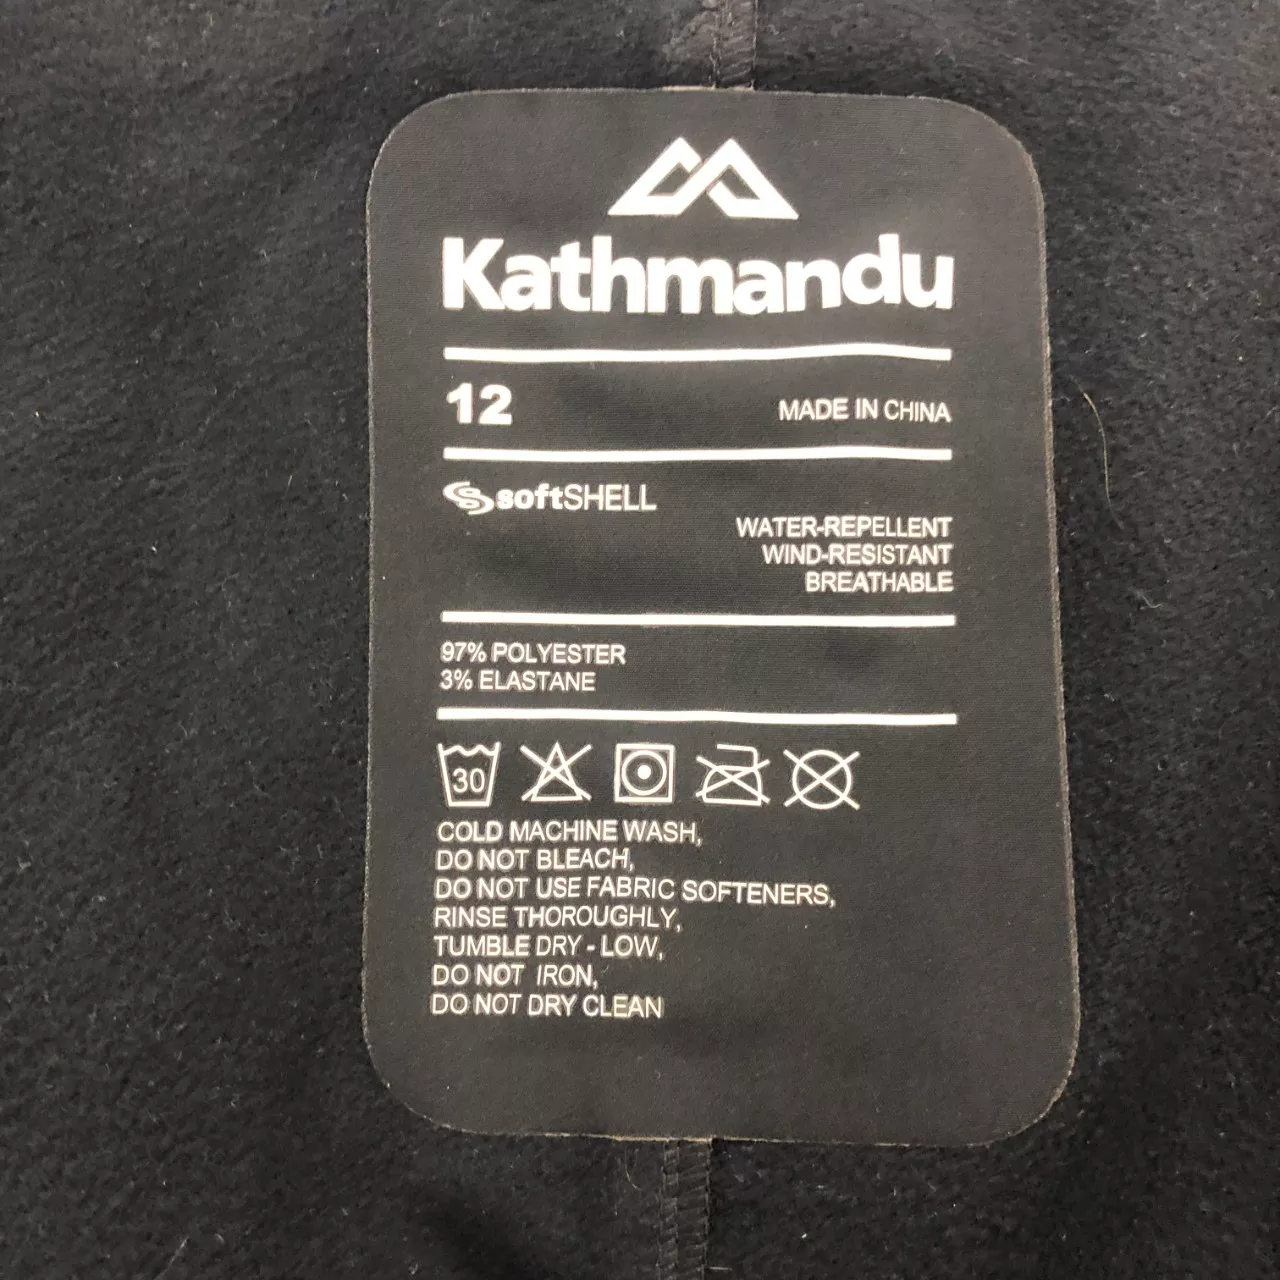 Kathmandu
12 MADE IN CHINA
softSHELL
WATER-REPELLENT
WIND-RESISTANT
BREATHABLE
97% POLYESTER
3% ELASTANE
30
COLD MACHINE WASH,
DO NOT BLEACH,
DO NOT USE FABRIC SOFTENERS,
RINSE THOROUGHLY,
TUMBLE DRY - LOW,
DO NOT IRON,
DO NOT DRY CLEAN